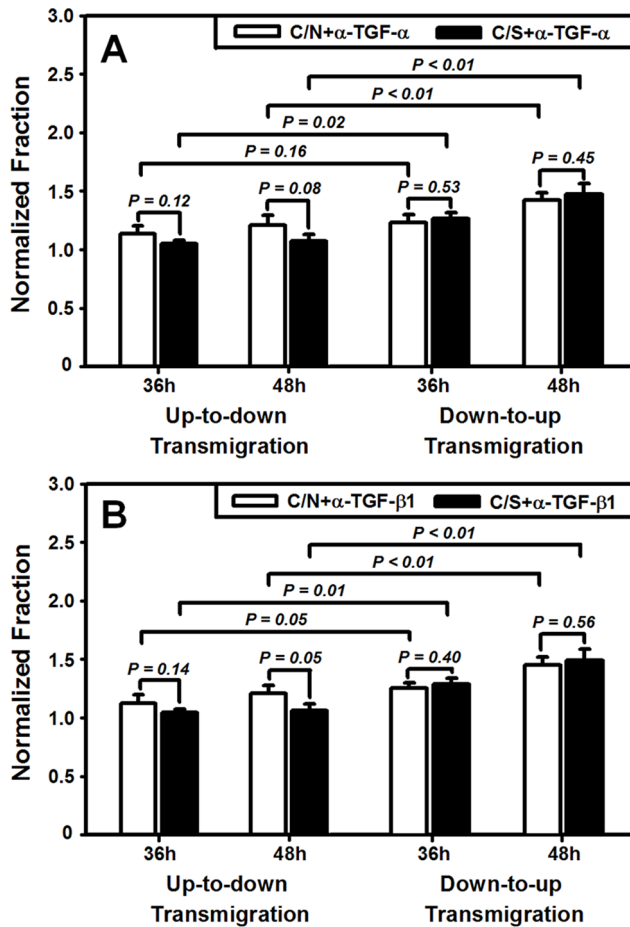 A
C/N+α-TGF-α
C/S+α-TGF-α
Normalized Fraction
3.0
2.5
2.0
1.5
1.0
0.5
0
P < 0.01
P < 0.01
P = 0.02
P = 0.16
P = 0.12
P = 0.08
P = 0.53
P = 0.45
36h
48h
36h
48h
Up-to-down
Transmigration
Down-to-up
Transmigration
B
C/N+α-TGF-β1
C/S+α-TGF-β1
Normalized Fraction
3.0
2.5
2.0
1.5
1.0
0.5
0
P < 0.01
P < 0.01
P = 0.01
P = 0.05
P = 0.14
P = 0.05
P = 0.40
P = 0.56
36h
48h
36h
48h
Up-to-down
Transmigration
Down-to-up
Transmigration